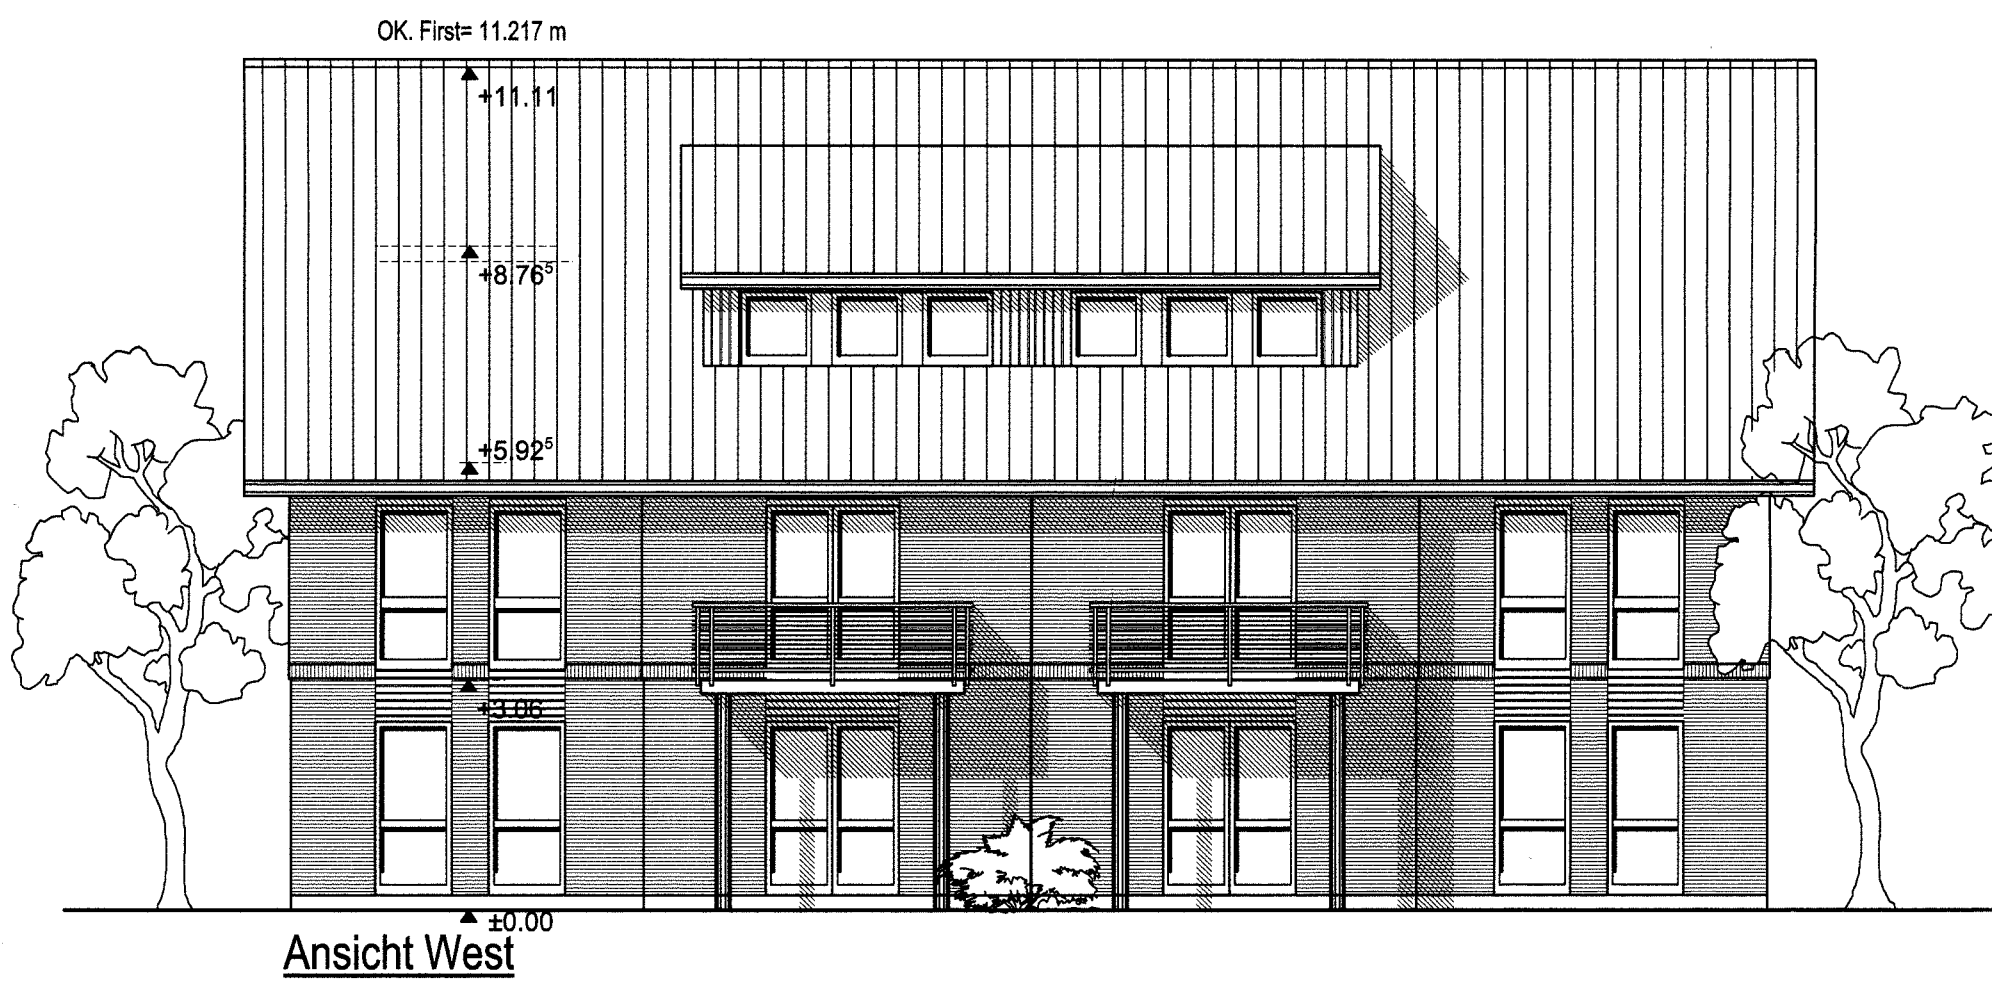 OK. First= 11.217 m
+11.11
+8.76⁵
+5.92⁵
+3.06
±0.00
Ansicht West